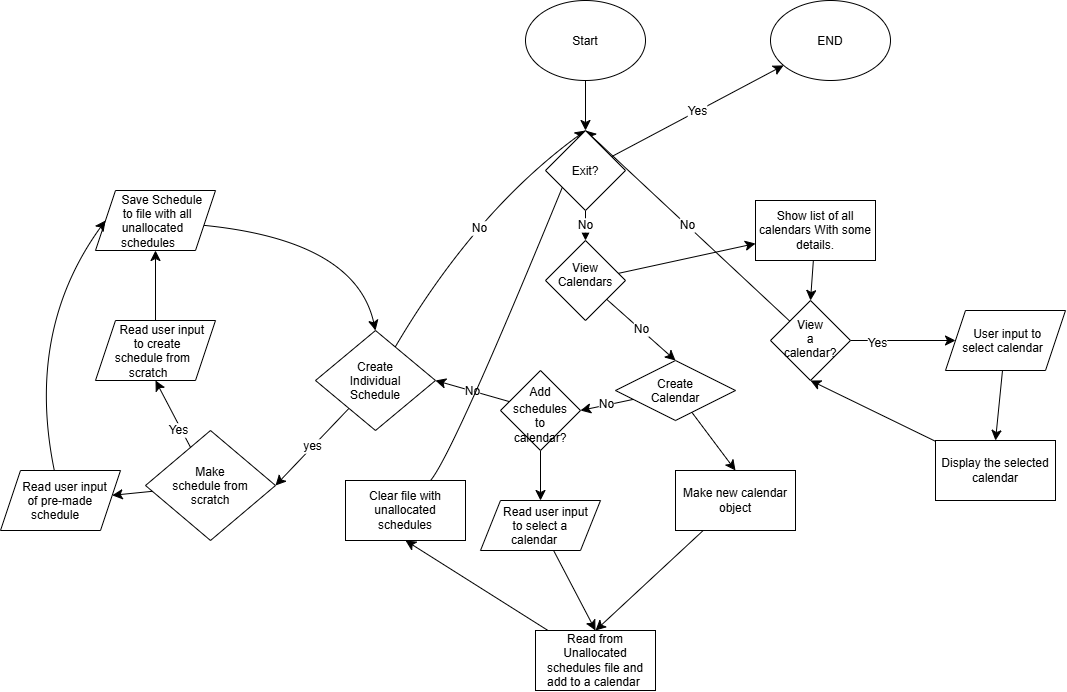 Start
END
Yes
Exit?
No
No
No
Save Schedule
to file with all
unallocated
schedules
Show list of all
calendars With some
details.
View
Calendars
No
View
a
calendar?
Yes
User input to
select calendar
Read user input
to create
schedule from
scratch
Create
Individual
Schedule
No
Add
schedules
to
calendar?
No
Create
Calendar
Yes
yes
Make
schedule from
scratch
Read user input
of pre-made
schedule
Clear file with
unallocated
schedules
Read user input
to select a
calendar
Make new calendar
object
Display the selected
calendar
Read from
Unallocated
schedules file and
add to a calendar